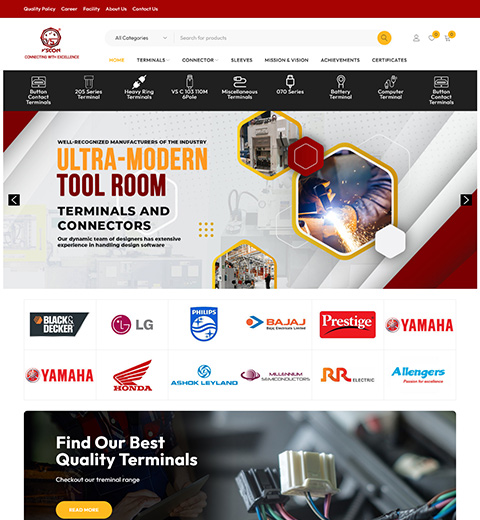 Quality Policy Career Facility About Us Contact Us
All Categories Search for products
0 0
CONNECTING WITH EXCELLENCE
HOME TERMINALS CONNECTOR SLEEVES MISSION & VISION ACHIEVEMENTS CERTIFICATES
Button Contact Terminals
205 Series Terminal
Heavy Ring Terminals
VS C 103 110M 6Pole
Miscellaneous Terminals
070 Series
Battery Terminal
Computer Terminal
Button Contact Terminals
WELL-RECOGNIZED MANUFACTURERS OF THE INDUSTRY
ULTRA-MODERN
TOOL ROOM
TERMINALS AND
CONNECTORS
Our dynamic team of designers has extensive
experience in handling design software
BLACK&
DECKER
LG
PHILIPS
BAJAJ
Bajaj Electricals Limited
Prestige
YAMAHA
YAMAHA
HONDA
ASHOK LEYLAND
MILLENNIUM
SEMICONDUCTORS
RR ELECTRIC
Allengers
Passion for excellence
Find Our Best
Quality Terminals
Checkout our treminal range
READ MORE